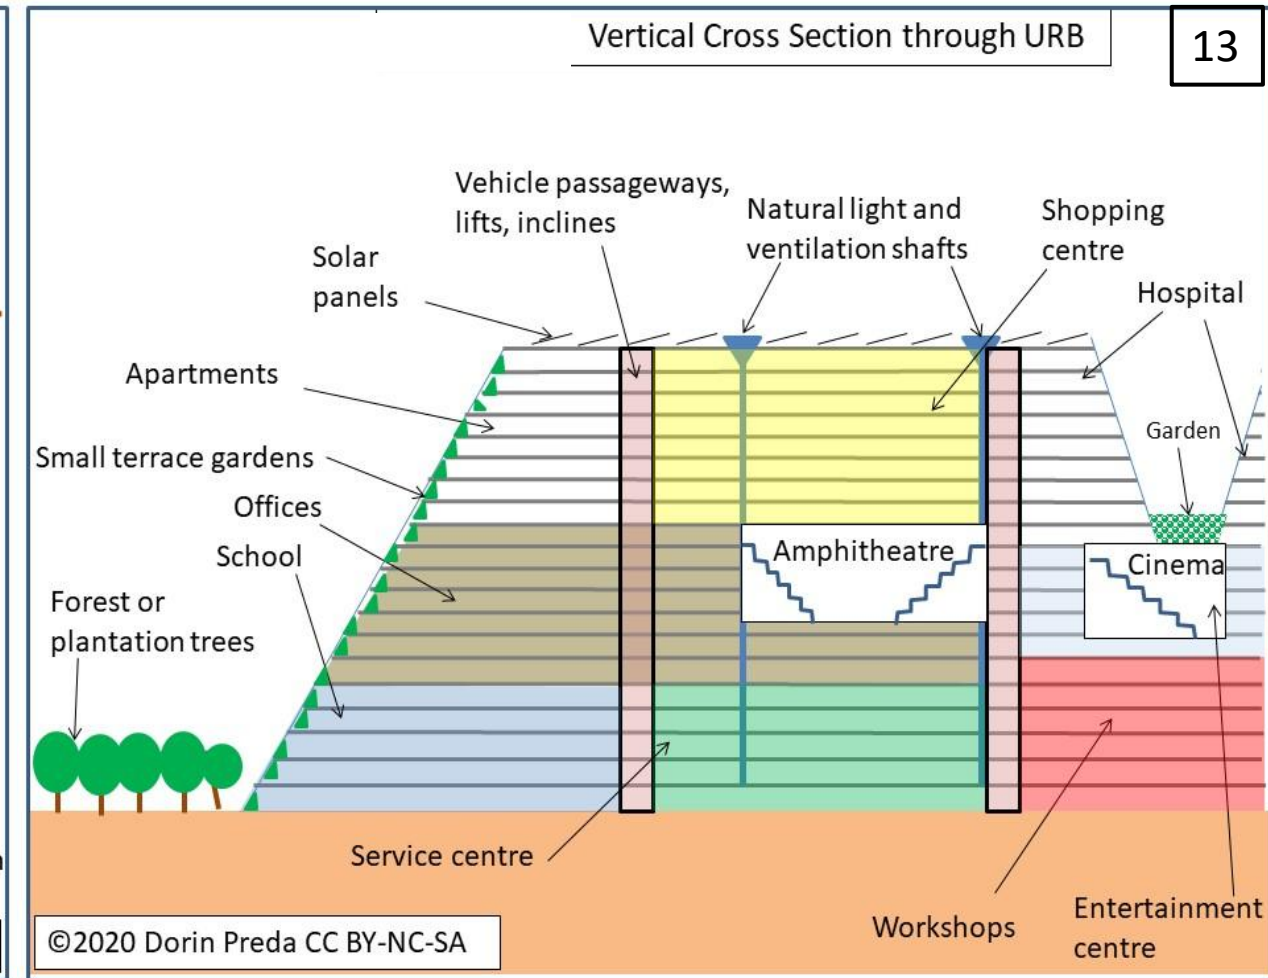 Vertical Cross Section through URB
13
Vehicle passageways,
lifts, inclines
Natural light and
ventilation shafts
Shopping
centre
Solar
panels
Hospital
Apartments
Garden
Small terrace gardens
Offices
School
Amphitheatre
Cinema
Forest or
plantation trees
Service centre
Workshops
Entertainment
centre
©2020 Dorin Preda CC BY-NC-SA